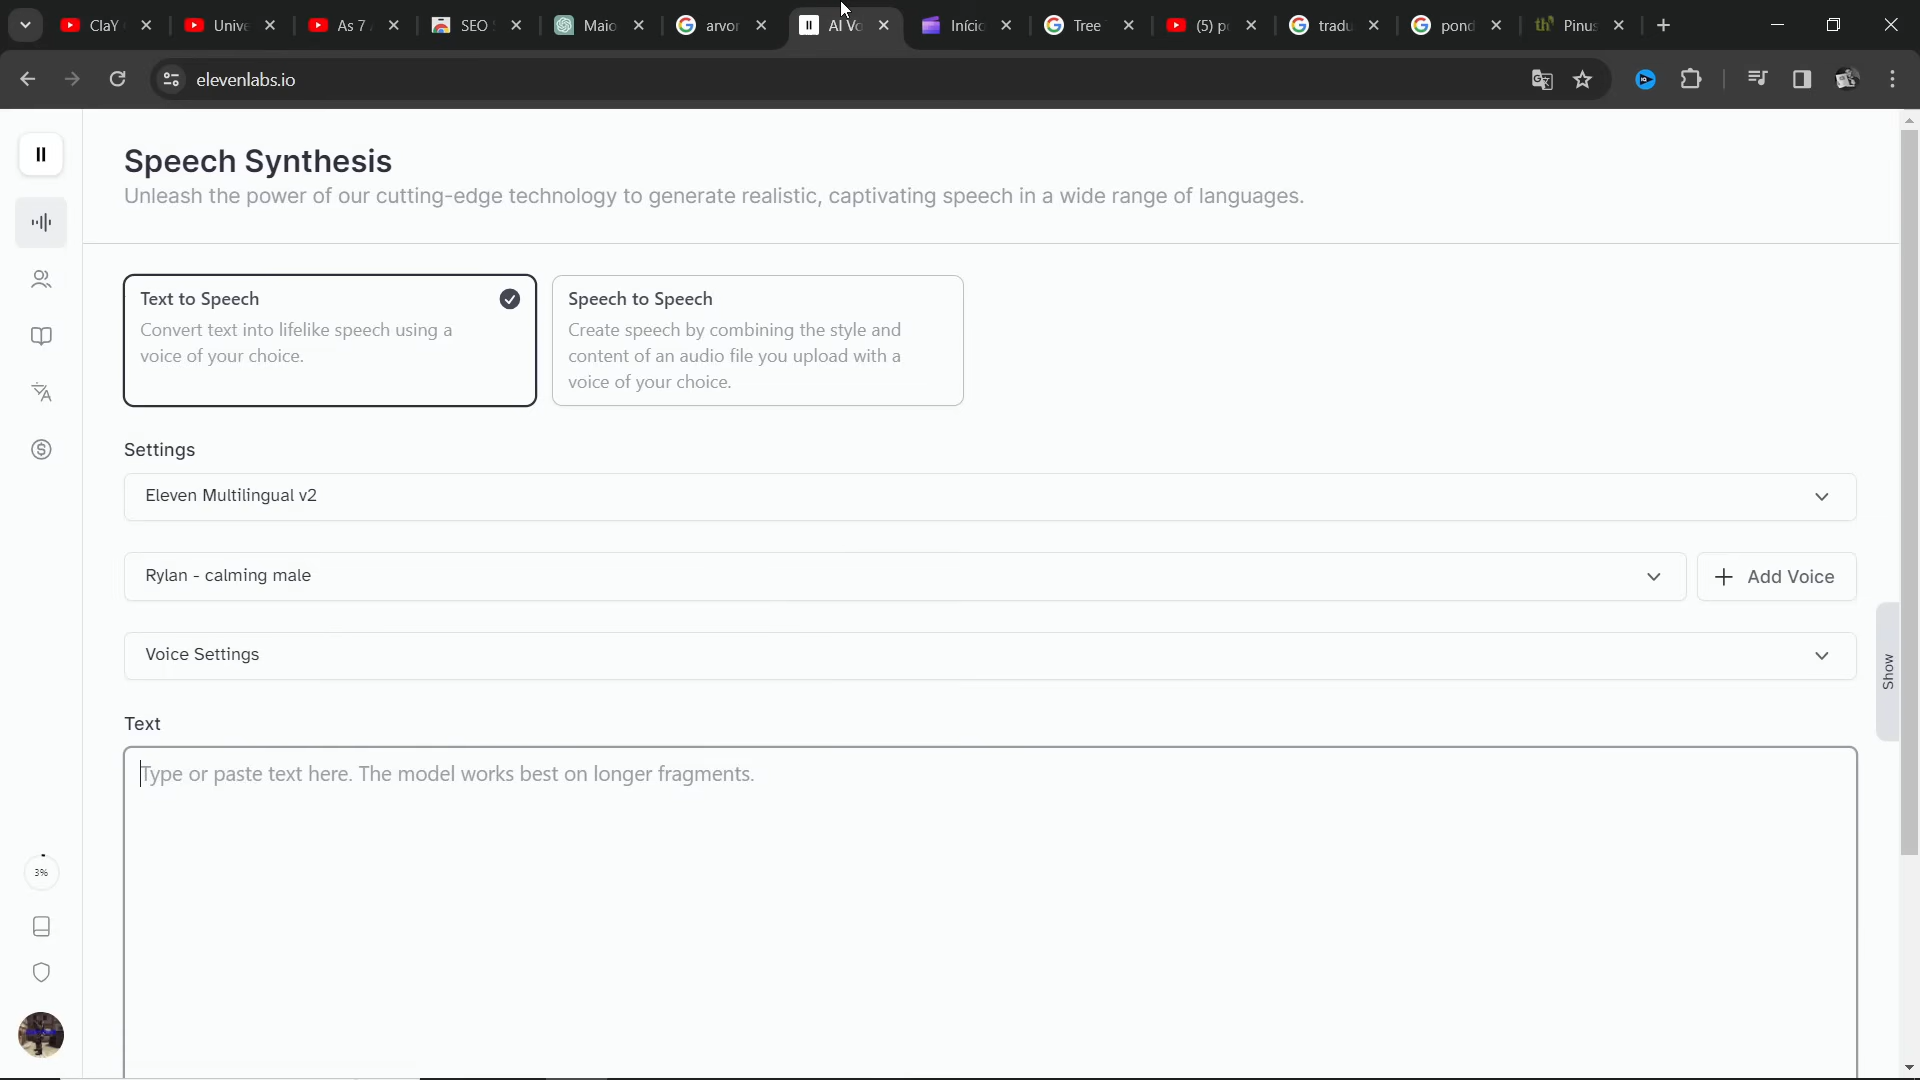 ClaY
Unive
As 7
SEO
Maio
arvor
AI Vo
Iníci
Tree
(5) p
tradu
pond
Pinus
elevenlabs.io
Speech Synthesis
Unleash the power of our cutting-edge technology to generate realistic, captivating speech in a wide range of languages.
Text to Speech
Convert text into lifelike speech using a
voice of your choice.
Speech to Speech
Create speech by combining the style and
content of an audio file you upload with a
voice of your choice.
Settings
Eleven Multilingual v2
Rylan - calming male
Add Voice
Voice Settings
Show
Text
Type or paste text here. The model works best on longer fragments.
3%